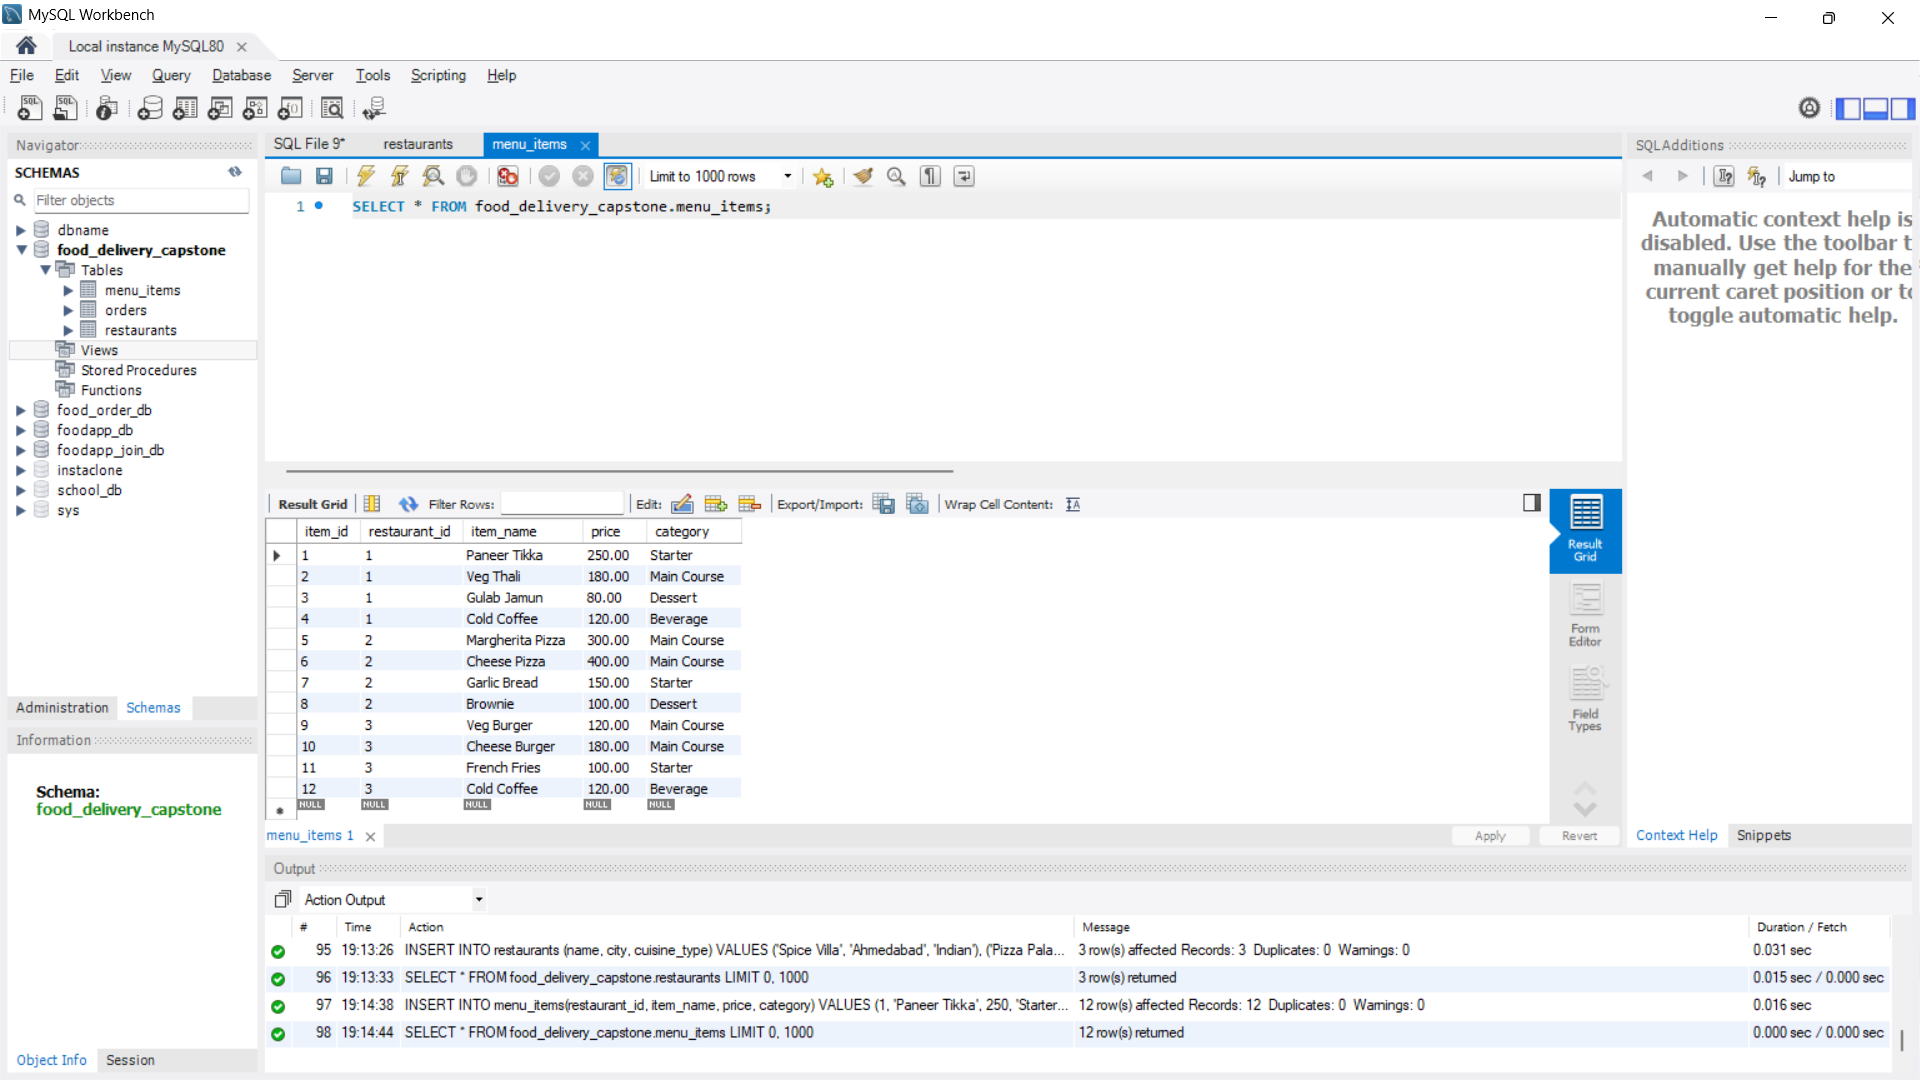 MySQL Workbench
Local instance MySQL80
File Edit View Query Database Server Tools Scripting Help
Navigator
SCHEMAS
Filter objects
dbname
food_delivery_capstone
Tables
menu_items
orders
restaurants
Views
Stored Procedures
Functions
food_order_db
foodapp_db
foodapp_join_db
instaclone
school_db
sys
Administration Schemas
Information
Schema:
food_delivery_capstone
Object Info Session
SQL File 9* restaurants menu_items
Limit to 1000 rows
1 SELECT * FROM food_delivery_capstone.menu_items;
Result Grid Filter Rows: Edit: Export/Import: Wrap Cell Content:
item_id restaurant_id item_name price category
1 1 Paneer Tikka 250.00 Starter
2 1 Veg Thali 180.00 Main Course
3 1 Gulab Jamun 80.00 Dessert
4 1 Cold Coffee 120.00 Beverage
5 2 Margherita Pizza 300.00 Main Course
6 2 Cheese Pizza 400.00 Main Course
7 2 Garlic Bread 150.00 Starter
8 2 Brownie 100.00 Dessert
9 3 Veg Burger 120.00 Main Course
10 3 Cheese Burger 180.00 Main Course
11 3 French Fries 100.00 Starter
12 3 Cold Coffee 120.00 Beverage
NULL NULL NULL NULL NULL
Result
Grid
Form
Editor
Field
Types
menu_items 1
Apply Revert
SQLAdditions
Jump to
Automatic context help is
disabled. Use the toolbar t
manually get help for the
current caret position or to
toggle automatic help.
Context Help Snippets
Output
Action Output
# Time Action Message Duration / Fetch
95 19:13:26 INSERT INTO restaurants (name, city, cuisine_type) VALUES ('Spice Villa', 'Ahmedabad', 'Indian'), ('Pizza Pala... 3 row(s) affected Records: 3 Duplicates: 0 Warnings: 0 0.031 sec
96 19:13:33 SELECT * FROM food_delivery_capstone.restaurants LIMIT 0, 1000 3 row(s) returned 0.015 sec / 0.000 sec
97 19:14:38 INSERT INTO menu_items(restaurant_id, item_name, price, category) VALUES (1, 'Paneer Tikka', 250, 'Starter... 12 row(s) affected Records: 12 Duplicates: 0 Warnings: 0 0.016 sec
98 19:14:44 SELECT * FROM food_delivery_capstone.menu_items LIMIT 0, 1000 12 row(s) returned 0.000 sec / 0.000 sec